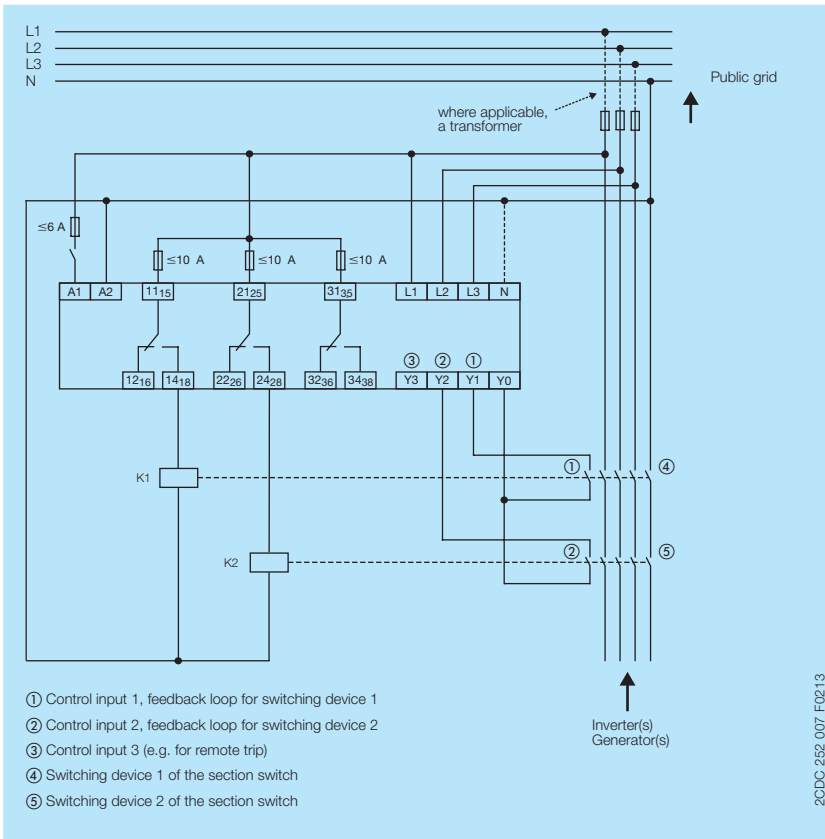 L1
L2
L3
N
Public grid
where applicable,
a transformer
≤6 A
≤10 A
≤10 A
≤10 A
A1 A2 1115 2125 3135 L1 L2 L3 N
③ ② ①
1216 1418 2226 2428 3236 3438 Y3 Y2 Y1 Y0
K1
① ④
K2
② ⑤
① Control input 1, feedback loop for switching device 1
② Control input 2, feedback loop for switching device 2
③ Control input 3 (e.g. for remote trip)
④ Switching device 1 of the section switch
⑤ Switching device 2 of the section switch
Inverter(s)
Generator(s)
2CDC 252 007 F0213